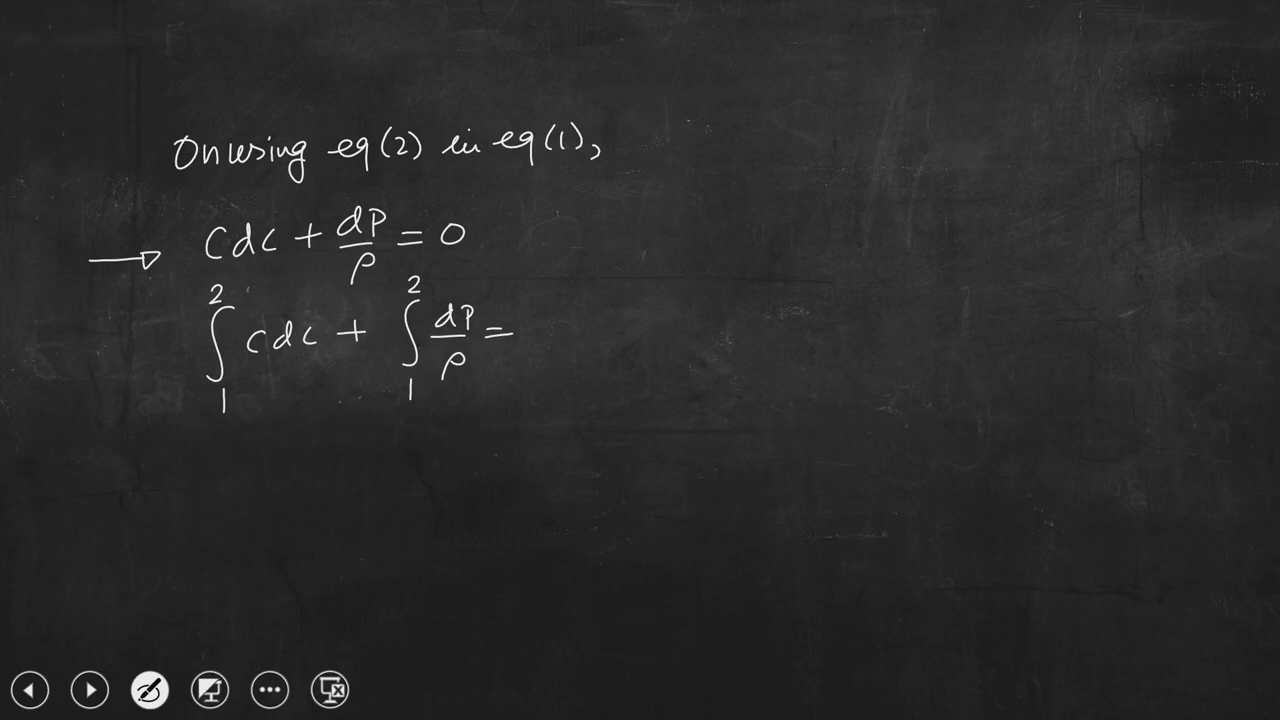 On using eq(2) in eq(1),
→ Cdc + dP/ρ = 0
∫₁² cdc + ∫₁² dP/ρ =